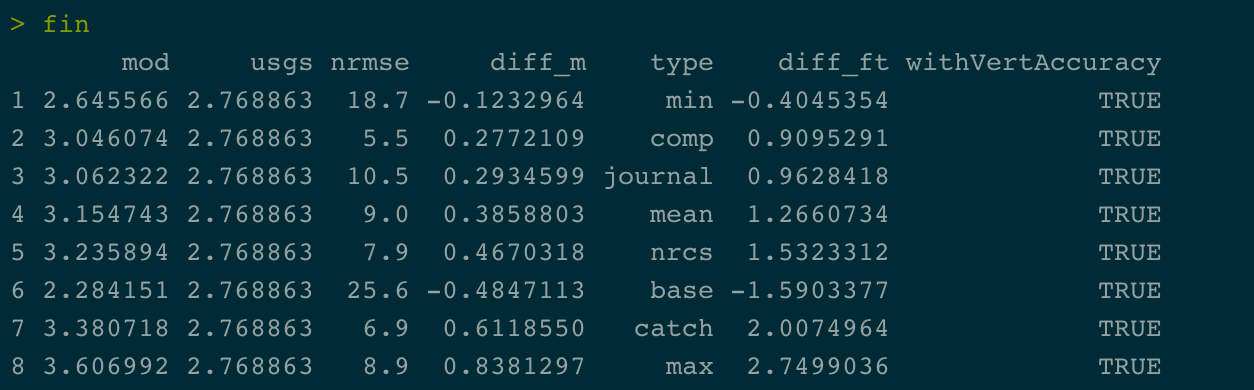 > fin
mod usgs nrmse diff_m type diff_ft withVertAccuracy
1 2.645566 2.768863 18.7 -0.1232964 min -0.4045354 TRUE
2 3.046074 2.768863 5.5 0.2772109 comp 0.9095291 TRUE
3 3.062322 2.768863 10.5 0.2934599 journal 0.9628418 TRUE
4 3.154743 2.768863 9.0 0.3858803 mean 1.2660734 TRUE
5 3.235894 2.768863 7.9 0.4670318 nrcs 1.5323312 TRUE
6 2.284151 2.768863 25.6 -0.4847113 base -1.5903377 TRUE
7 3.380718 2.768863 6.9 0.6118550 catch 2.0074964 TRUE
8 3.606992 2.768863 8.9 0.8381297 max 2.7499036 TRUE